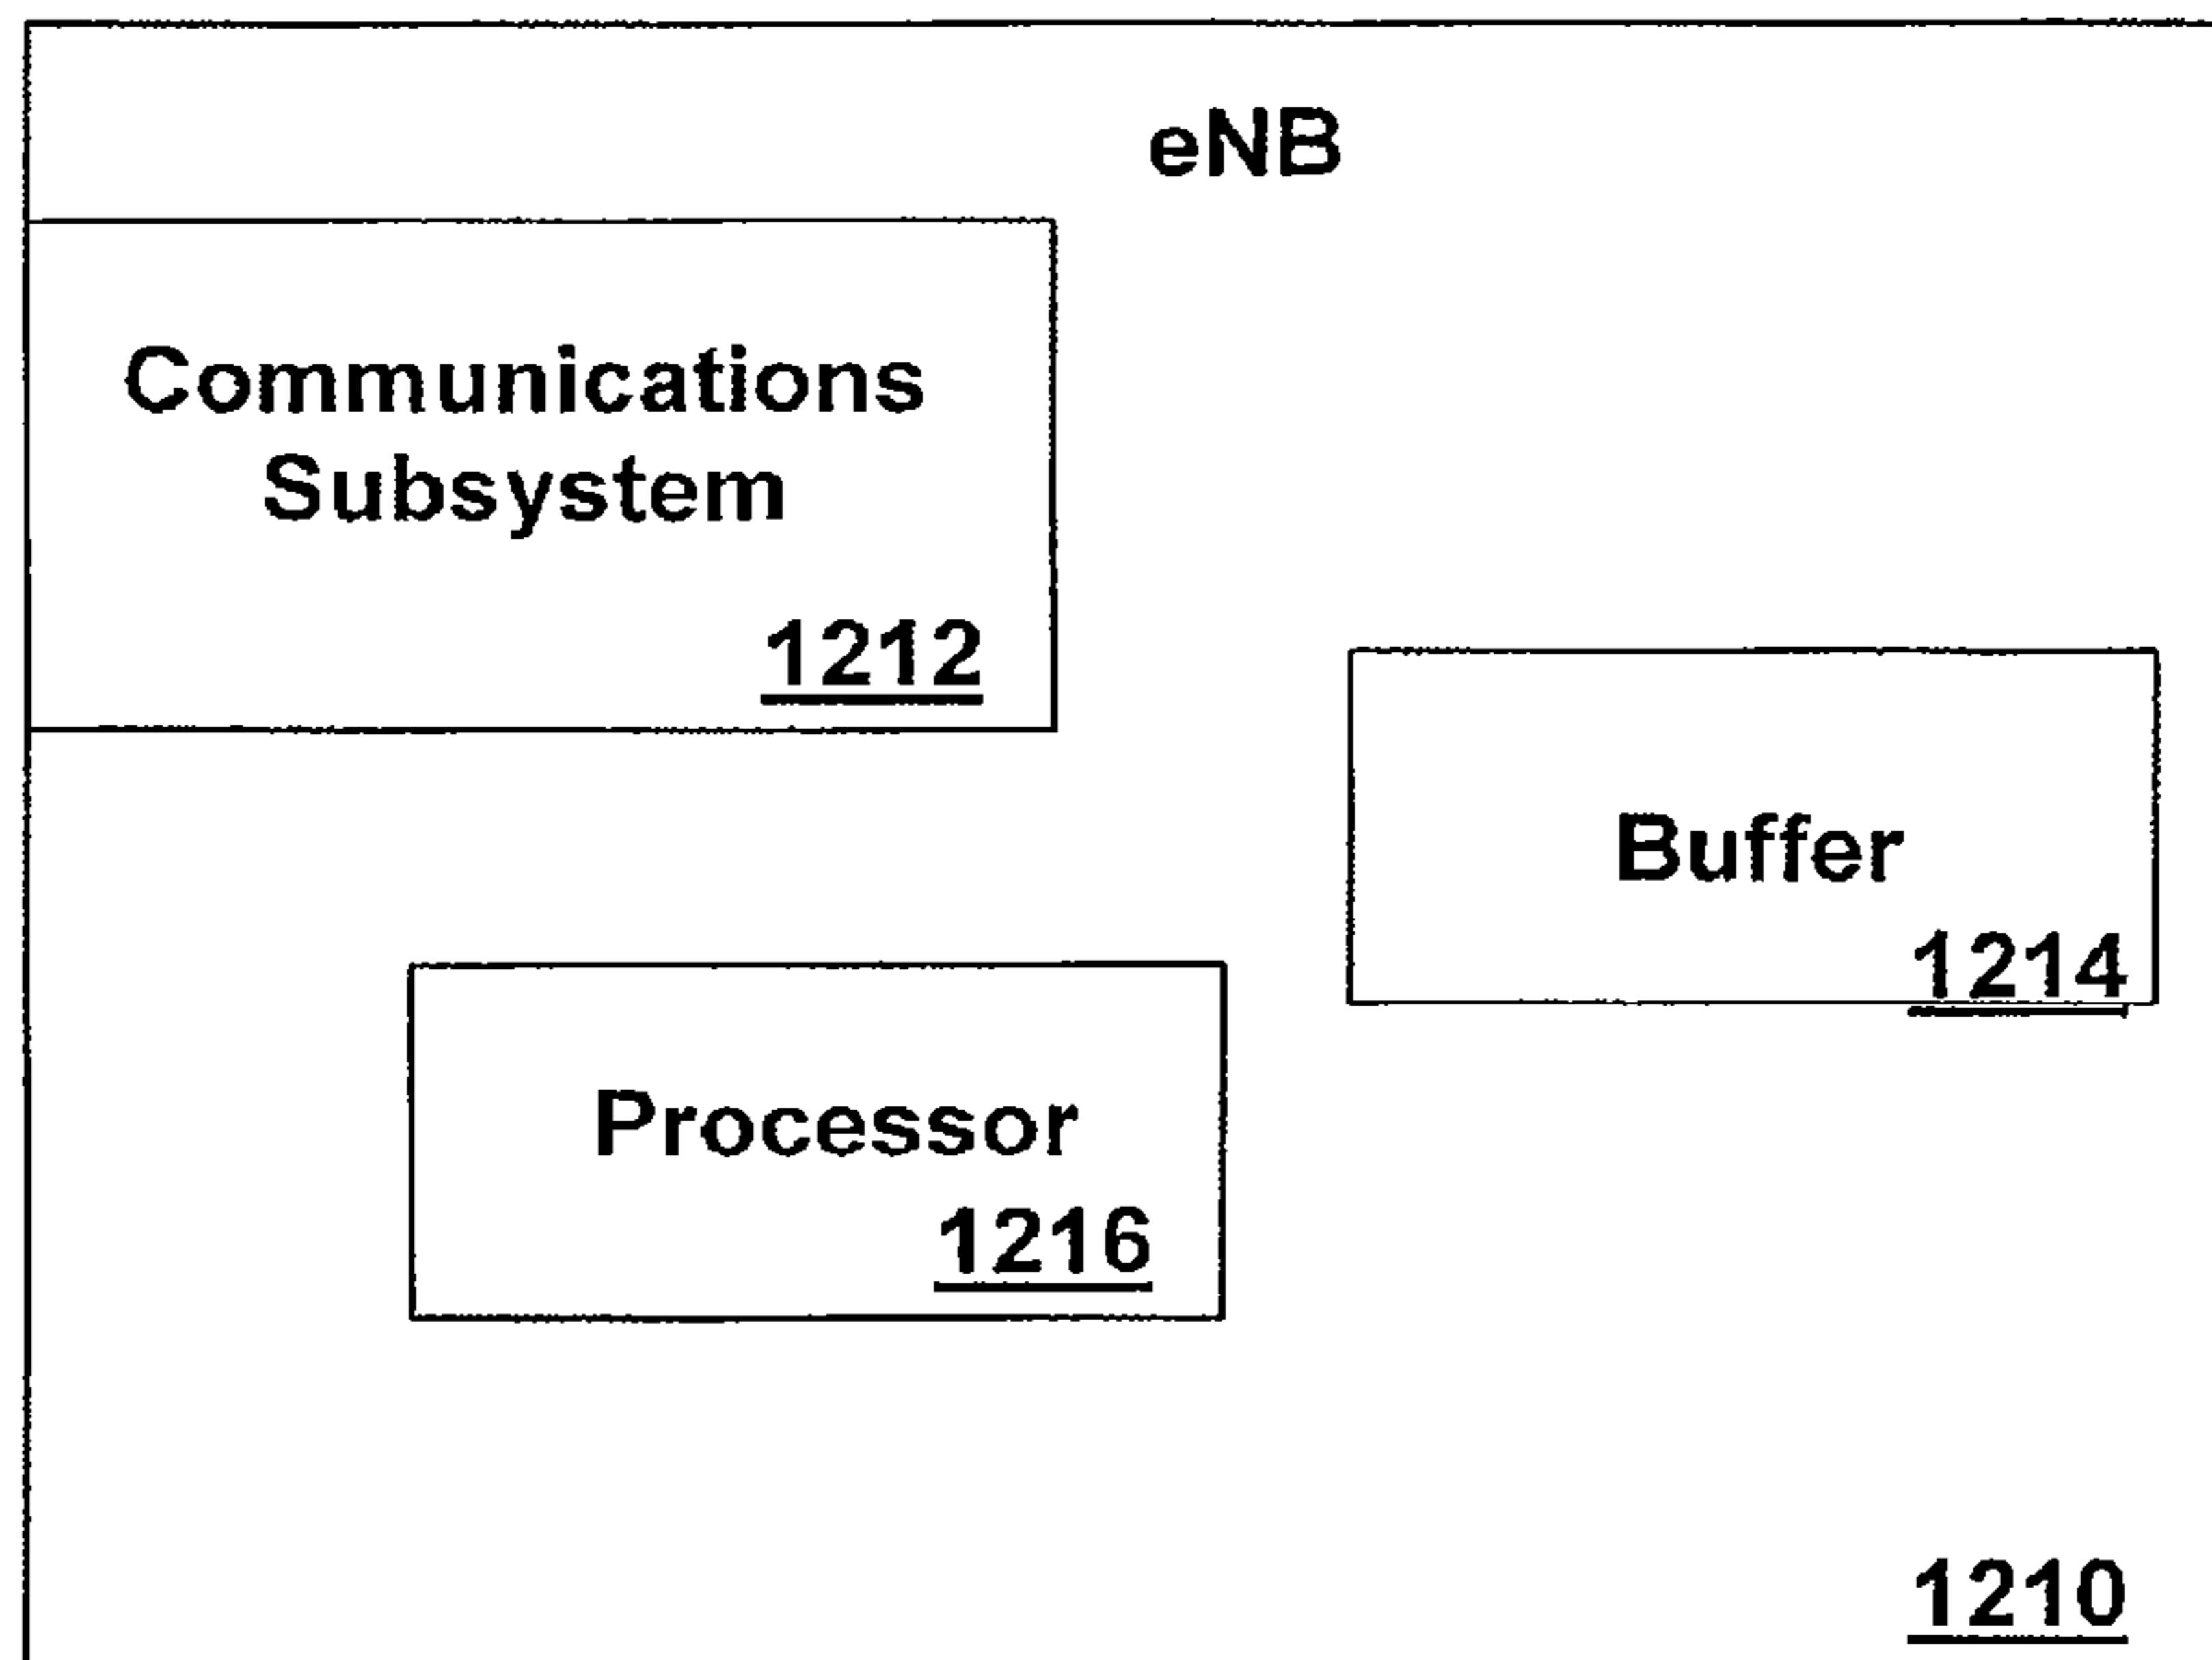 eNB
Communications
Subsystem
1212
Buffer
1214
Processor
1216
1210